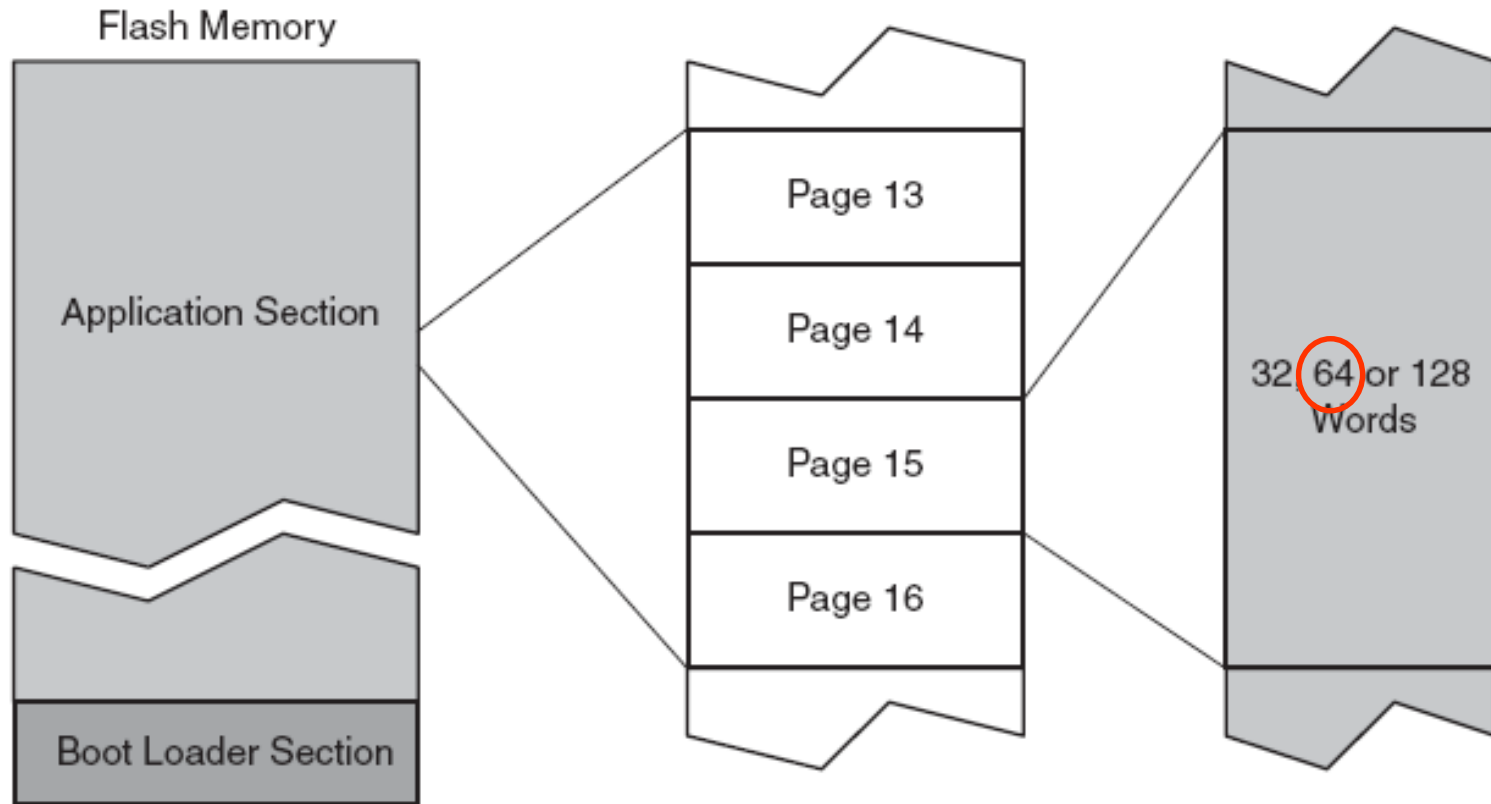 Flash Memory
Application Section
Boot Loader Section
Page 13
Page 14
Page 15
Page 16
32, 64 or 128
Words